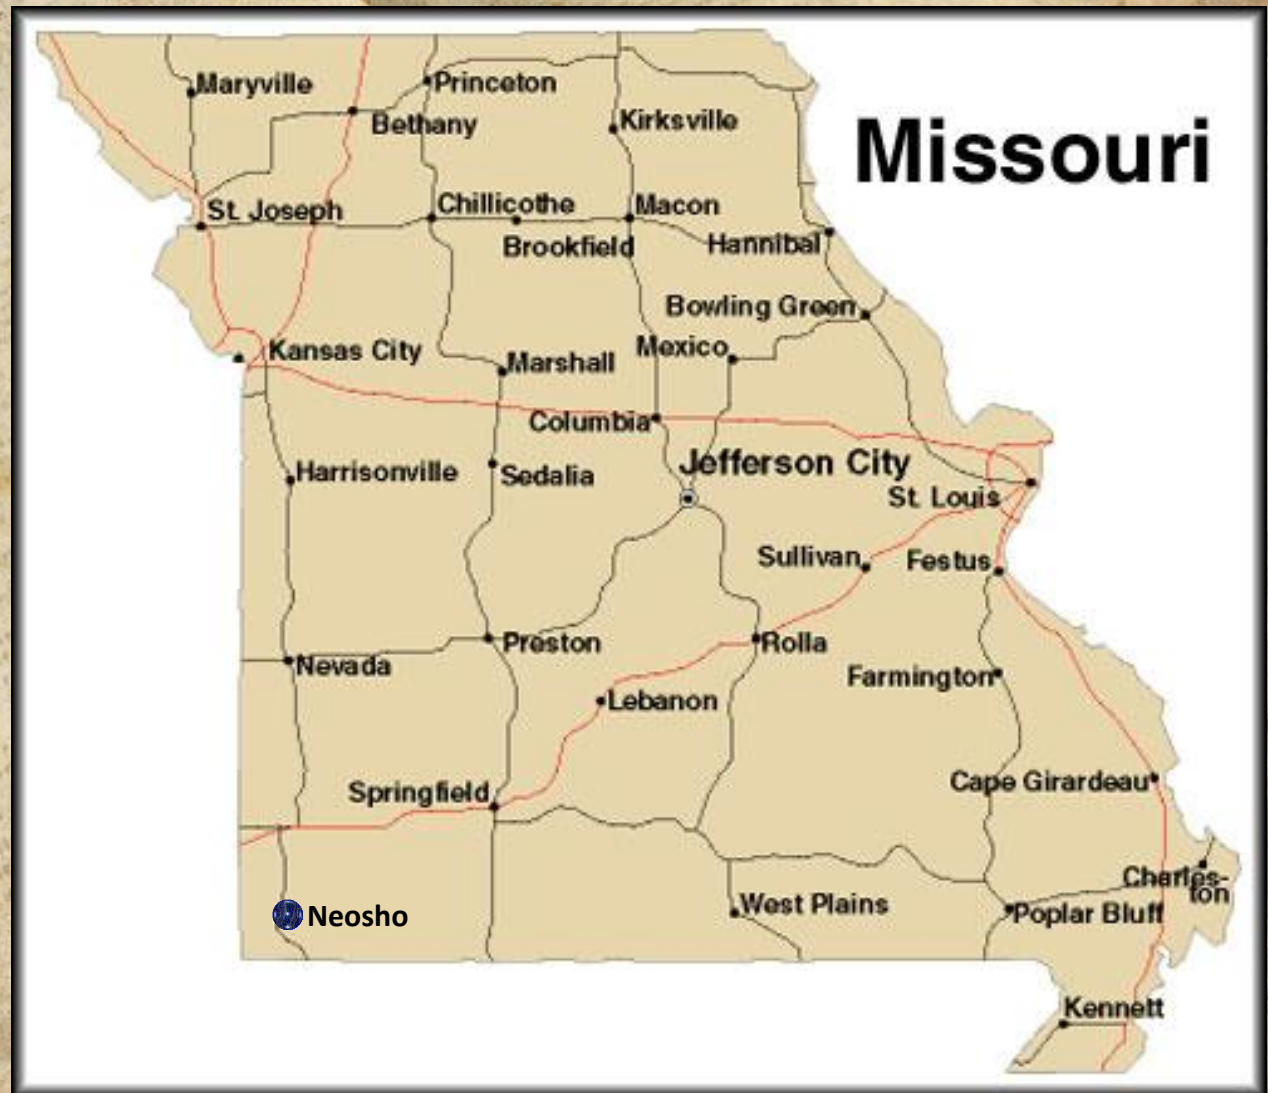 Missouri
Maryville
Princeton
Bethany
Kirksville
St. Joseph
Chillicothe
Macon
Brookfield
Hannibal
Bowling Green
Kansas City
Marshall
Mexico
Columbia
Harrisonville
Sedalia
Jefferson City
St. Louis
Sullivan
Festus
Preston
Rolla
Nevada
Farmington
Lebanon
Springfield
Cape Girardeau
Charles-
ton
West Plains
Poplar Bluff
Neosho
Kennett